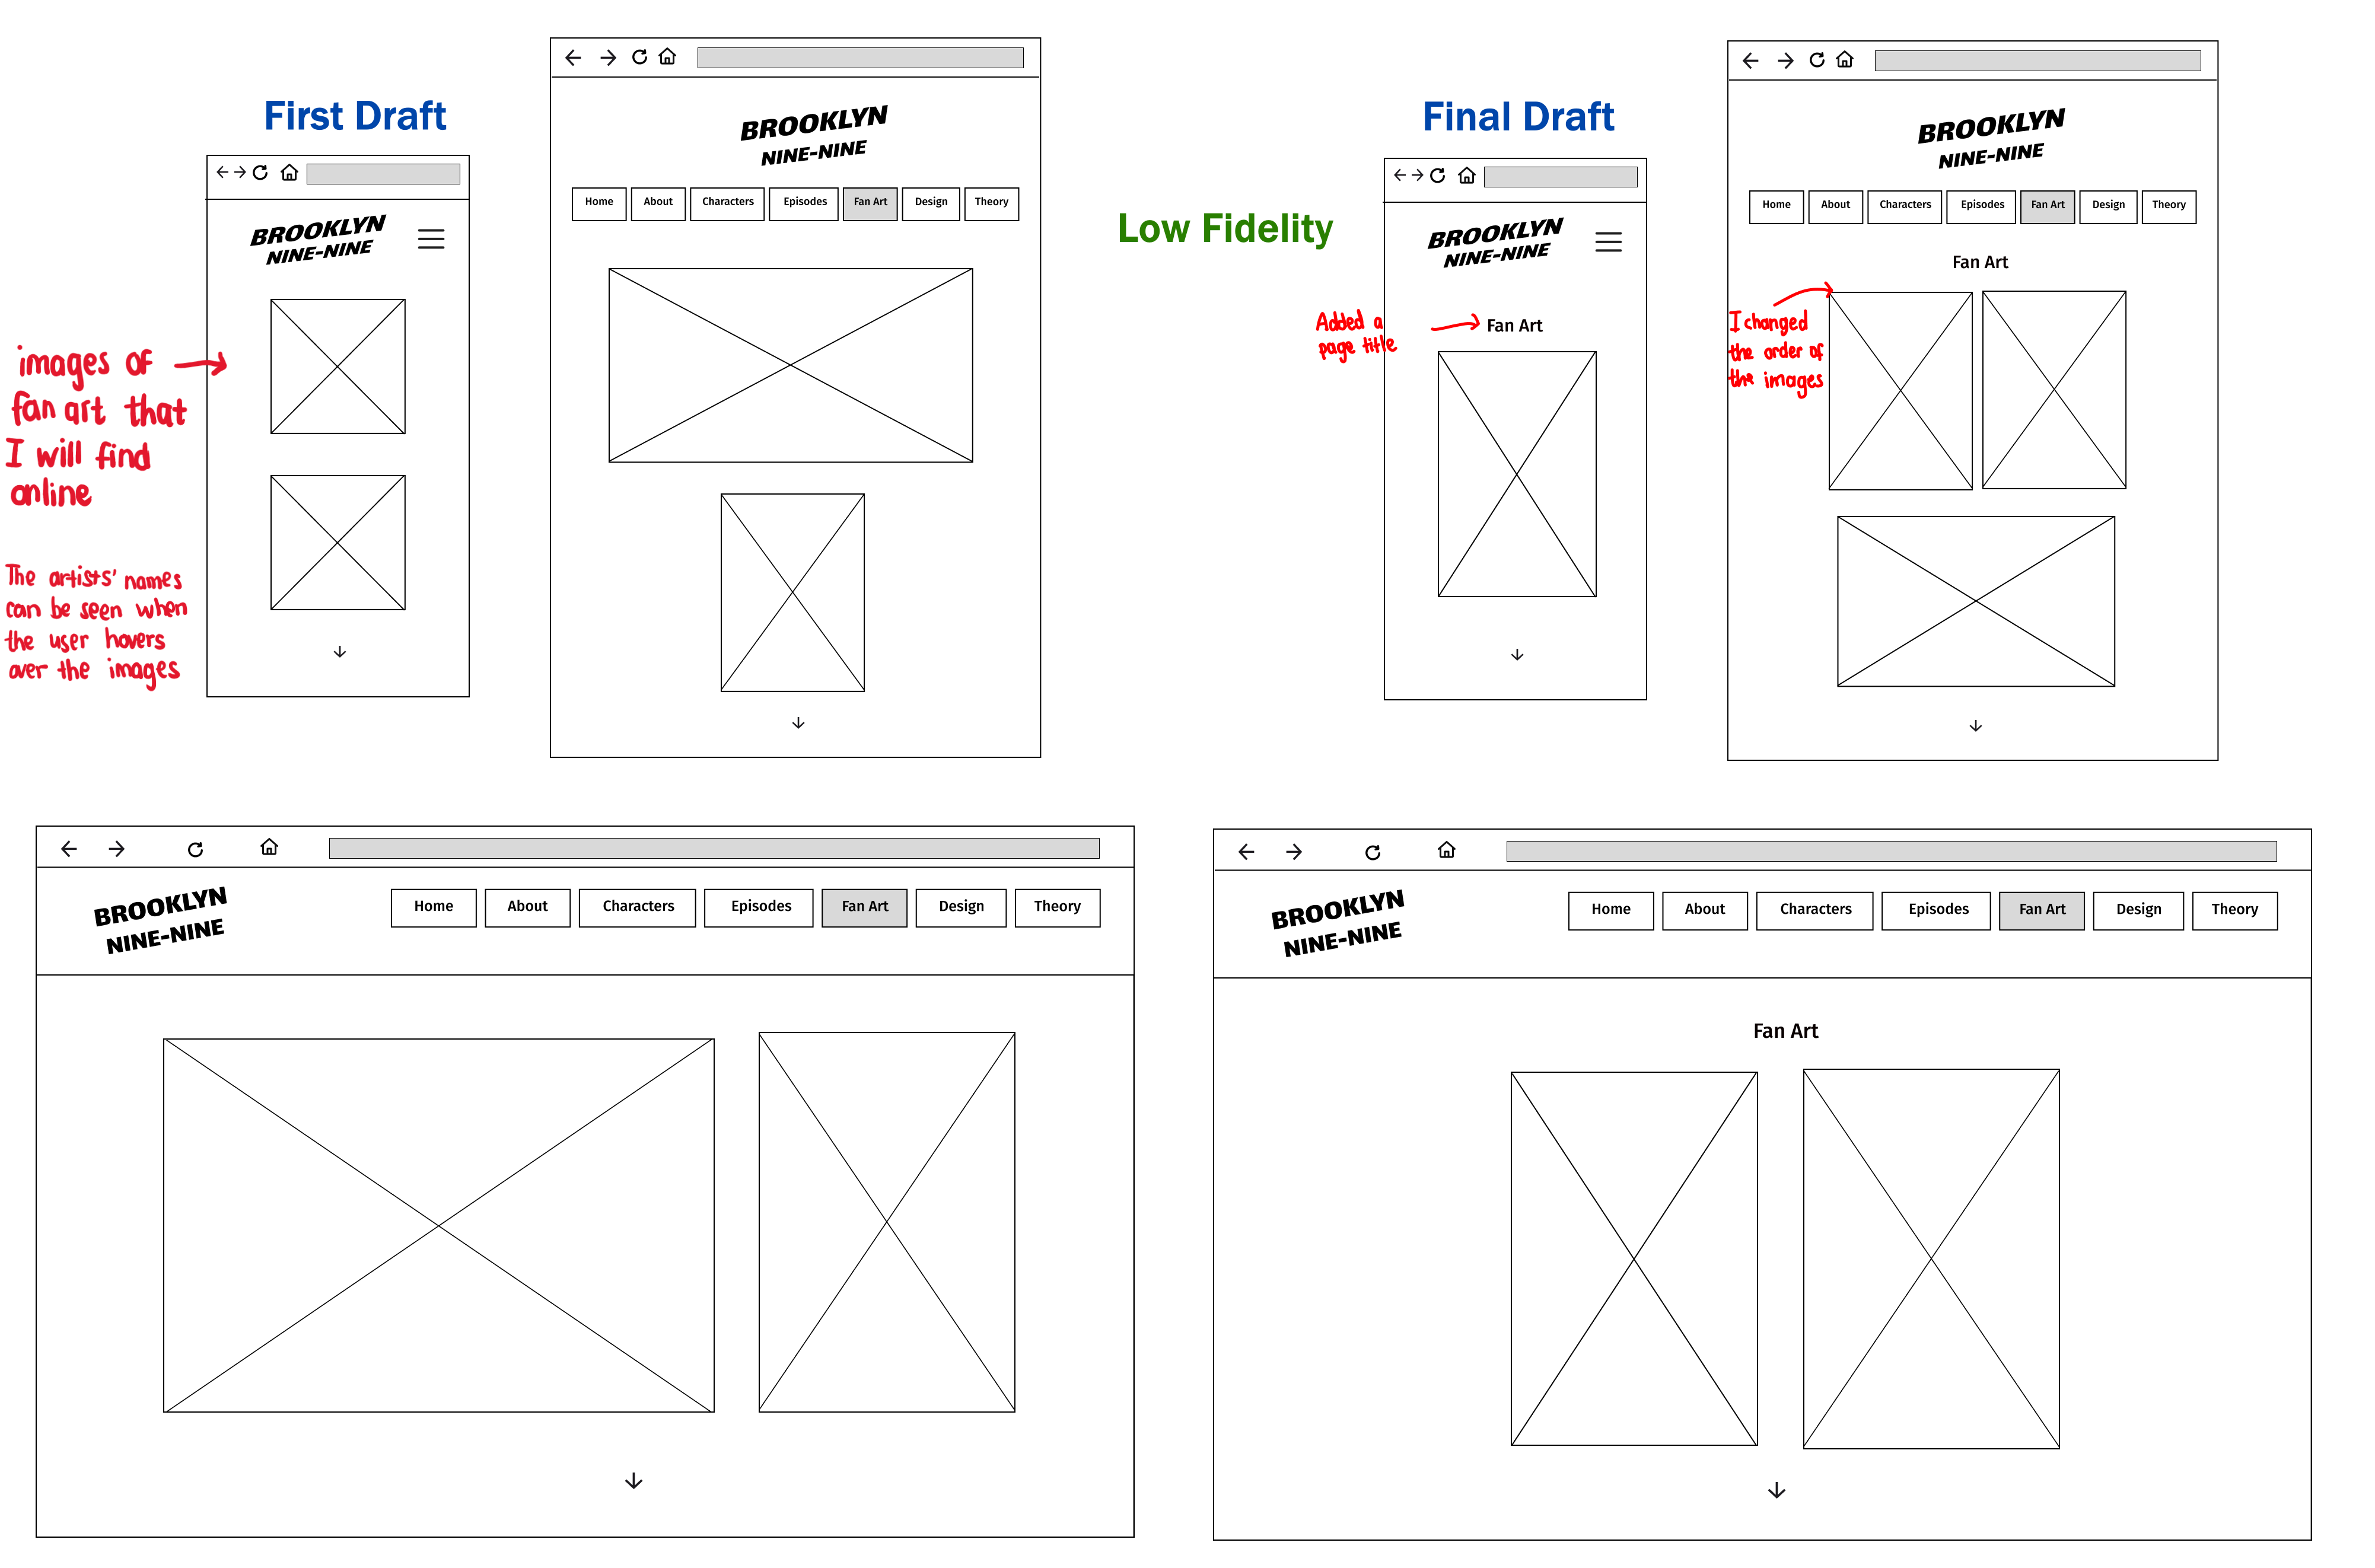 First Draft
BROOKLYN
NINE-NINE
images of
fan art that
I will find
online
The artists' names
can be seen when
the user hovers
over the images
BROOKLYN
NINE-NINE
Home About Characters Episodes Fan Art Design Theory
Low Fidelity
Final Draft
BROOKLYN
NINE-NINE
Added a
page title
Fan Art
BROOKLYN
NINE-NINE
Home About Characters Episodes Fan Art Design Theory
Fan Art
I changed
the order of
the images
BROOKLYN
NINE-NINE
Home About Characters Episodes Fan Art Design Theory
BROOKLYN
NINE-NINE
Home About Characters Episodes Fan Art Design Theory
Fan Art